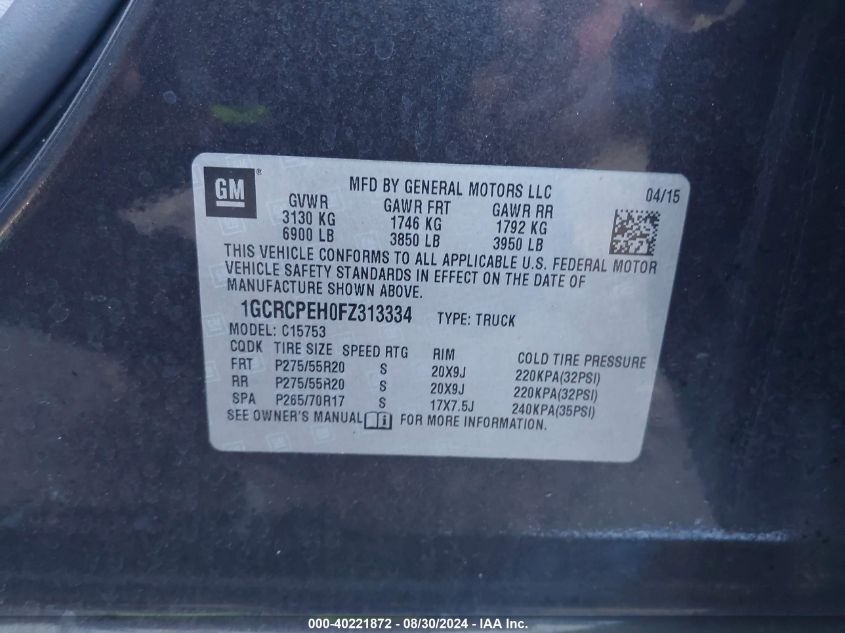 GM ®
MFD BY GENERAL MOTORS LLC 04/15
GVWR GAWR FRT GAWR RR
3130 KG 1746 KG 1792 KG
6900 LB 3850 LB 3950 LB
THIS VEHICLE CONFORMS TO ALL APPLICABLE U.S. FEDERAL MOTOR
VEHICLE SAFETY STANDARDS IN EFFECT ON THE DATE OF
MANUFACTURE SHOWN ABOVE.
1GCRCPEH0FZ313334 TYPE: TRUCK
MODEL: C15753
CQDK TIRE SIZE SPEED RTG RIM COLD TIRE PRESSURE
FRT P275/55R20 S 20X9J 220KPA(32PSI)
RR P275/55R20 S 20X9J 220KPA(32PSI)
SPA P265/70R17 S 17X7.5J 240KPA(35PSI)
SEE OWNER'S MANUAL FOR MORE INFORMATION.
000-40221872 - 08/30/2024 - IAA Inc.